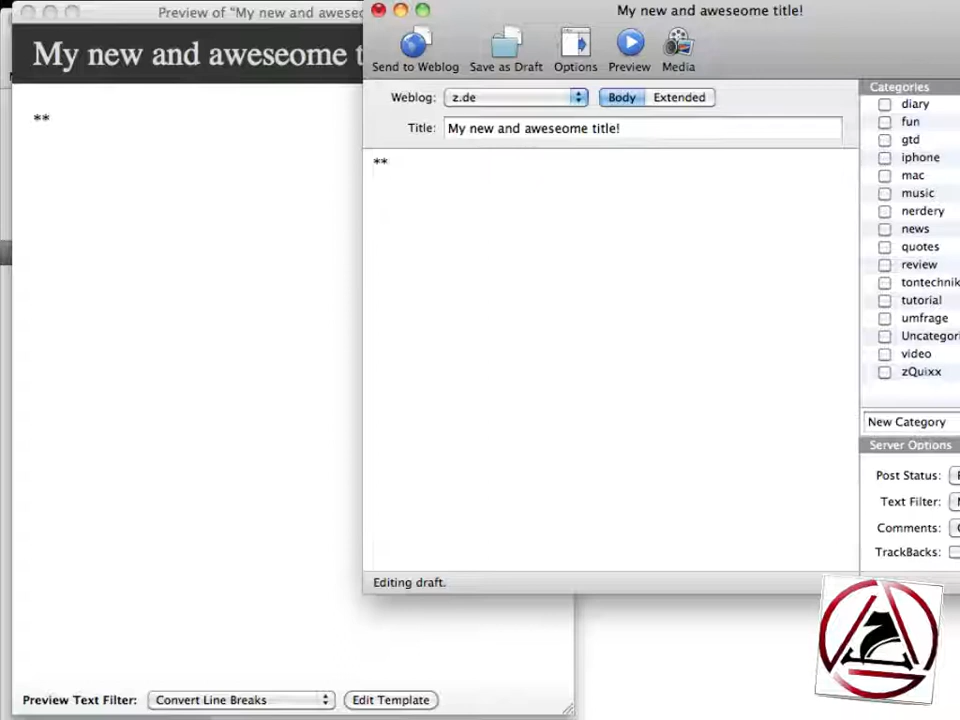 Preview of "My new and awese
My new and aweseome t
**
Preview Text Filter: Convert Line Breaks Edit Template
My new and aweseome title!
Send to Weblog Save as Draft Options Preview Media
Weblog: z.de Body Extended
Title: My new and aweseome title!
**
Editing draft.
Categories
diary
fun
gtd
iphone
mac
music
nerdery
news
quotes
review
tontechnik
tutorial
umfrage
Uncategori
video
zQuixx
New Category
Server Options
Post Status:
Text Filter:
Comments:
TrackBacks: